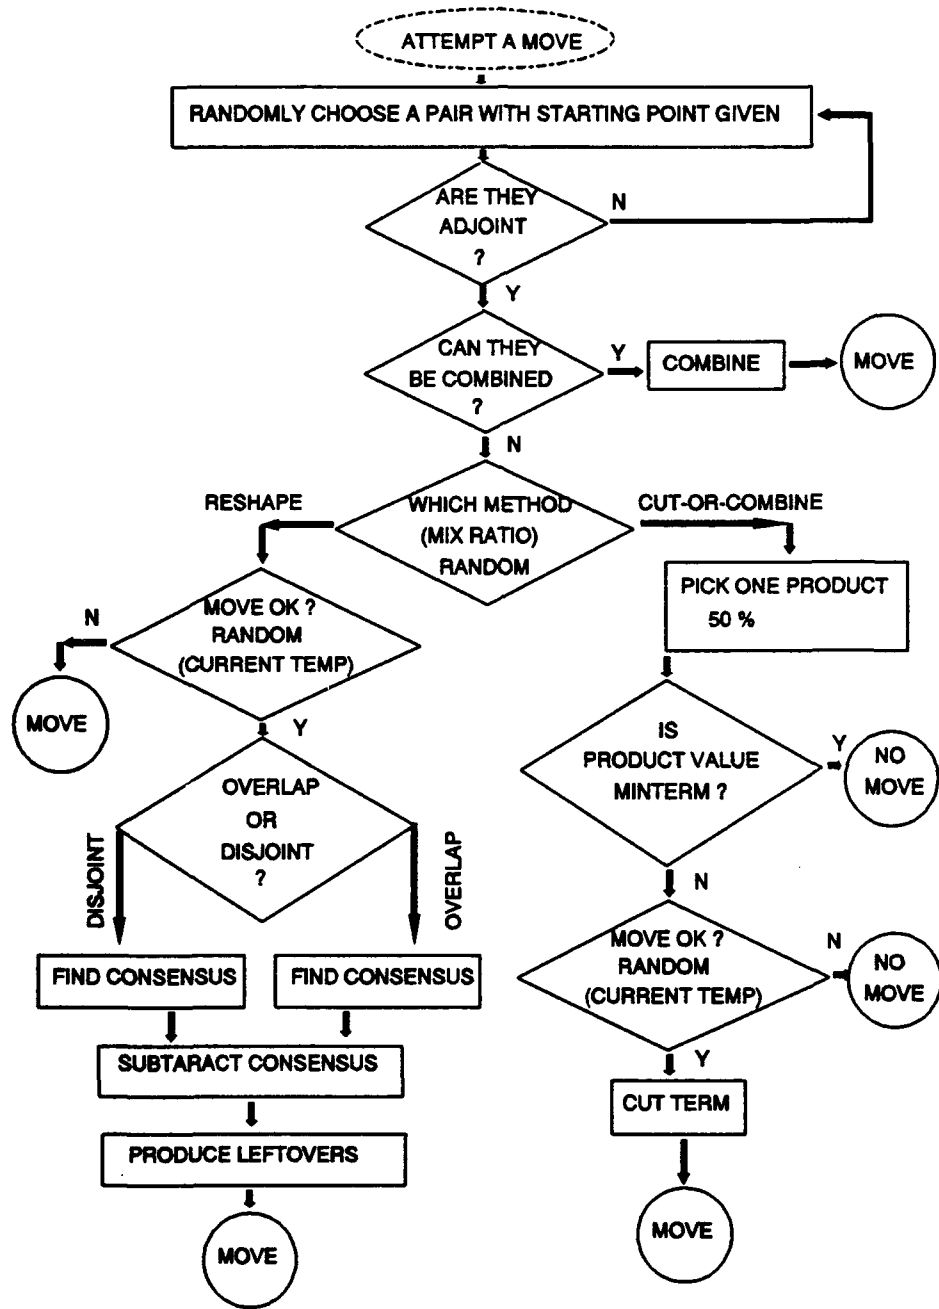 ATTEMPT A MOVE
RANDOMLY CHOOSE A PAIR WITH STARTING POINT GIVEN
ARE THEY
ADJOINT
?
N
Y
CAN THEY
BE COMBINED
?
Y
COMBINE
MOVE
N
RESHAPE
WHICH METHOD
(MIX RATIO)
RANDOM
CUT-OR-COMBINE
PICK ONE PRODUCT
50 %
MOVE OK ?
RANDOM
(CURRENT TEMP)
N
MOVE
Y
IS
PRODUCT VALUE
MINTERM ?
Y
NO
MOVE
OVERLAP
OR
DISJOINT
?
DISJOINT
OVERLAP
N
MOVE OK ?
RANDOM
(CURRENT TEMP)
N
NO
MOVE
FIND CONSENSUS
FIND CONSENSUS
SUBTARACT CONSENSUS
Y
CUT TERM
PRODUCE LEFTOVERS
MOVE
MOVE